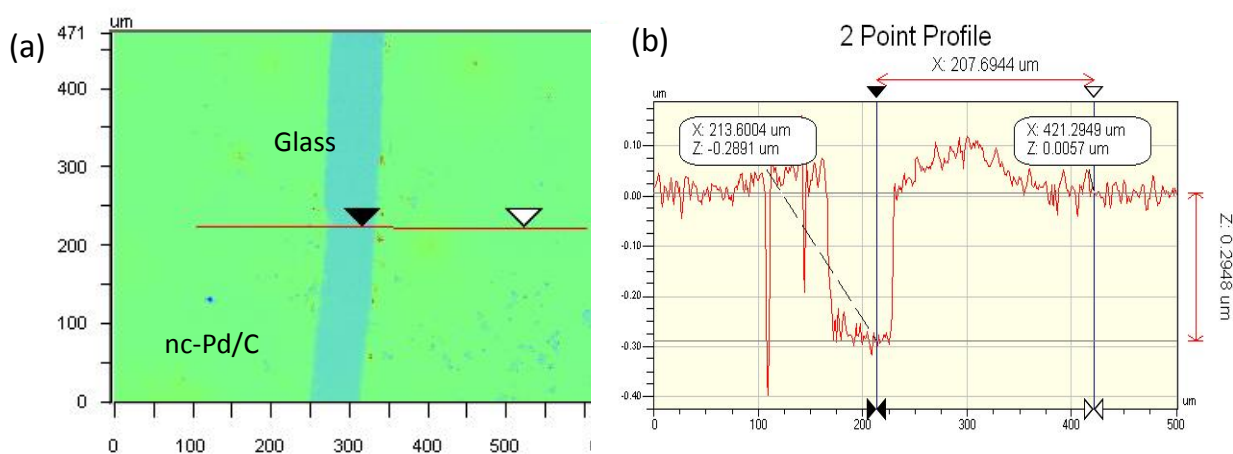 (a)
um
471
400
300
200
100
0
Glass
nc-Pd/C
0
100
200
300
400
500
(b)
2 Point Profile
X: 207.6944 um
um
X: 213.6004 um
Z: -0.2891 um
X: 421.2949 um
Z: 0.0057 um
0.10
0.00
-0.10
-0.20
-0.30
-0.40
Z: 0.2948 um
um
0
100
200
300
400
500